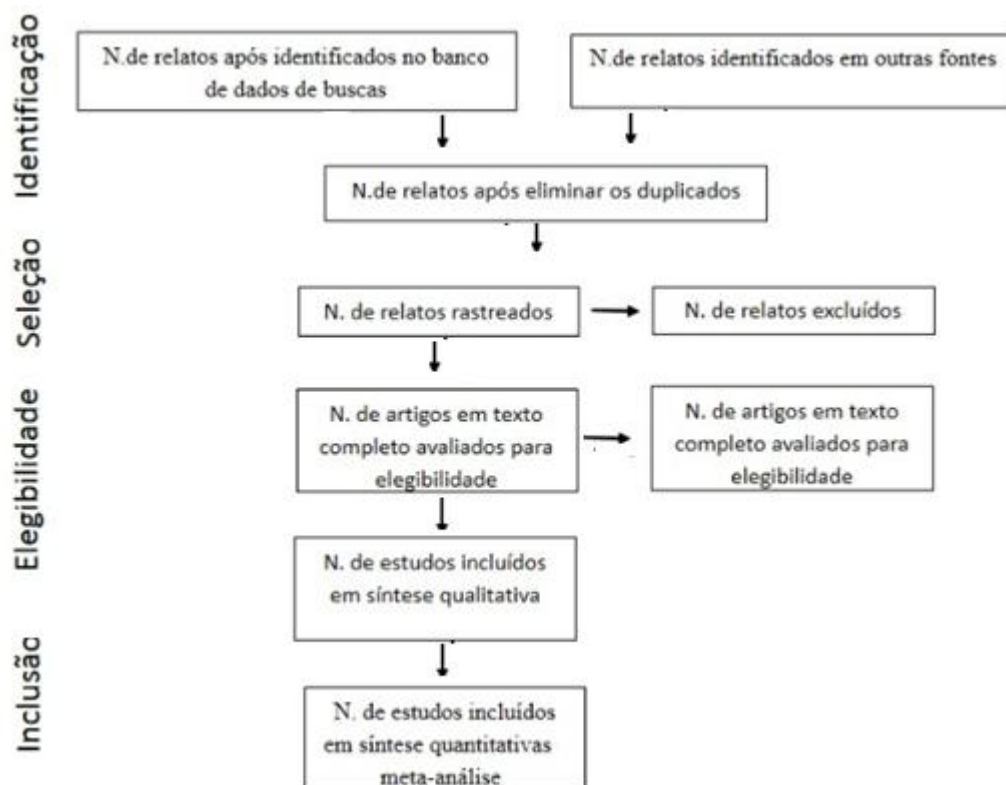 Identificação
N.de relatos após identificados no banco
de dados de buscas
N.de relatos identificados em outras fontes
N.de relatos após eliminar os duplicados
Seleção
N. de relatos rastreados
N. de relatos excluídos
Elegibilidade
N. de artigos em texto
completo avaliados para
elegibilidade
N. de artigos em texto
completo avaliados para
elegibilidade
N. de estudos incluídos
em síntese qualitativa
Inclusão
N. de estudos incluídos
em síntese quantitativas
meta-análise